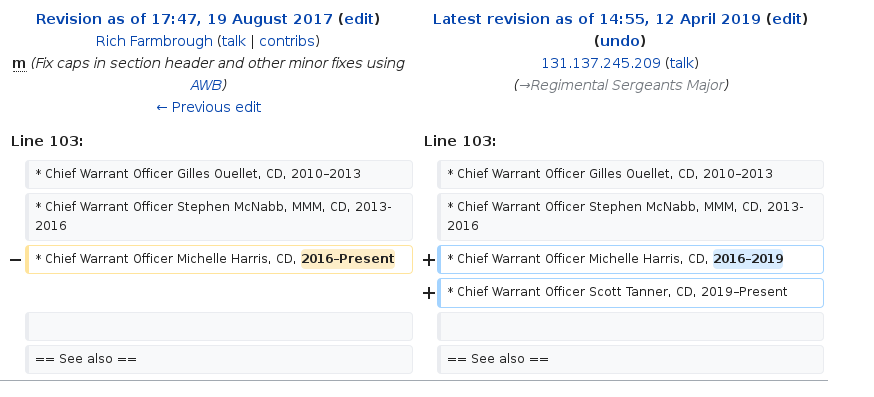 Revision as of 17:47, 19 August 2017 (edit)
Rich Farmbrough (talk | contribs)
m (Fix caps in section header and other minor fixes using
AWB)
← Previous edit
Latest revision as of 14:55, 12 April 2019 (edit)
(undo)
131.137.245.209 (talk)
(→Regimental Sergeants Major)
Line 103:
* Chief Warrant Officer Gilles Ouellet, CD, 2010–2013
* Chief Warrant Officer Stephen McNabb, MMM, CD, 2013-
2016
− * Chief Warrant Officer Michelle Harris, CD, 2016–Present
== See also ==
Line 103:
* Chief Warrant Officer Gilles Ouellet, CD, 2010–2013
* Chief Warrant Officer Stephen McNabb, MMM, CD, 2013-
2016
+ * Chief Warrant Officer Michelle Harris, CD, 2016–2019
+ * Chief Warrant Officer Scott Tanner, CD, 2019–Present
== See also ==